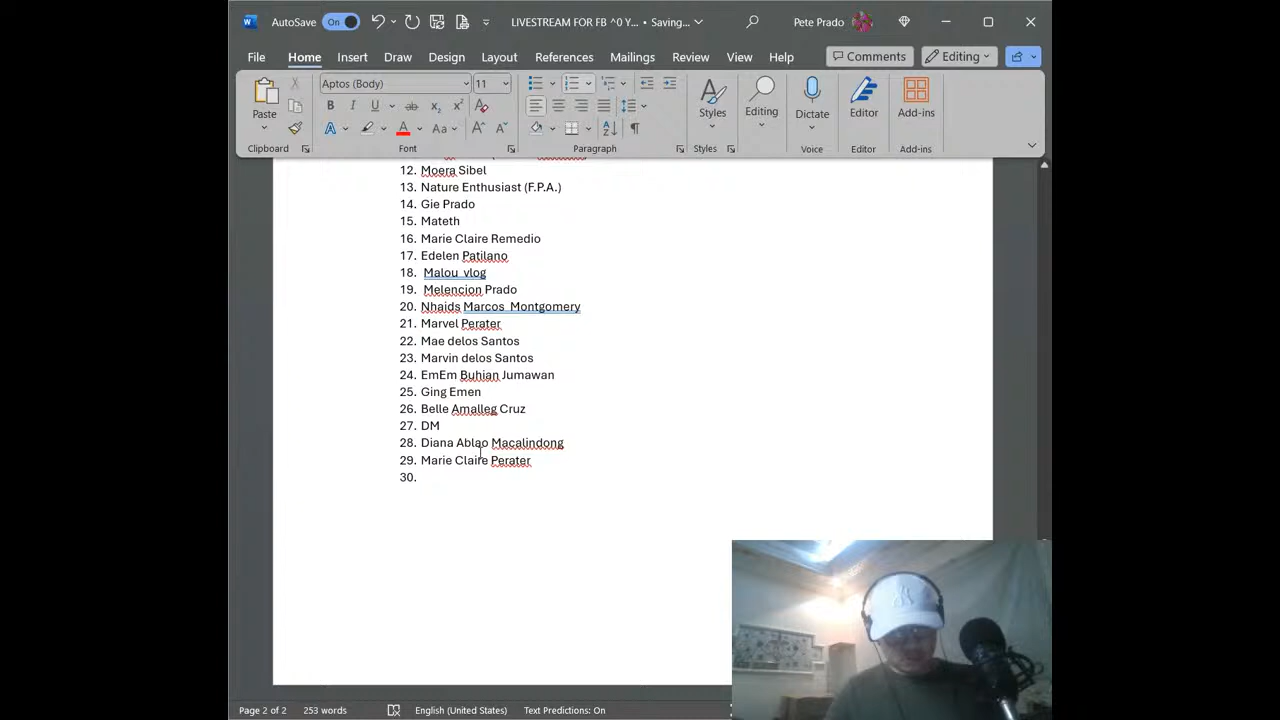 AutoSave On LIVESTREAM FOR FB ^0 Y... • Saving... Pete Prado
File Home Insert Draw Design Layout References Mailings Review View Help Comments Editing
Paste Aptos (Body) 11 Styles Editing Dictate Editor Add-ins
B I U ab x₂ x² A Aa
Clipboard Font Paragraph Styles Voice Editor Add-ins
12. Moera Sibel
13. Nature Enthusiast (F.P.A.)
14. Gie Prado
15. Mateth
16. Marie Claire Remedio
17. Edelen Patilano
18. Malou vlog
19. Melencion Prado
20. Nhaids Marcos Montgomery
21. Marvel Perater
22. Mae delos Santos
23. Marvin delos Santos
24. EmEm Buhian Jumawan
25. Ging Emen
26. Belle Amalleg Cruz
27. DM
28. Diana Ablao Macalindong
29. Marie Claire Perater
30.
Page 2 of 2 253 words English (United States) Text Predictions: On